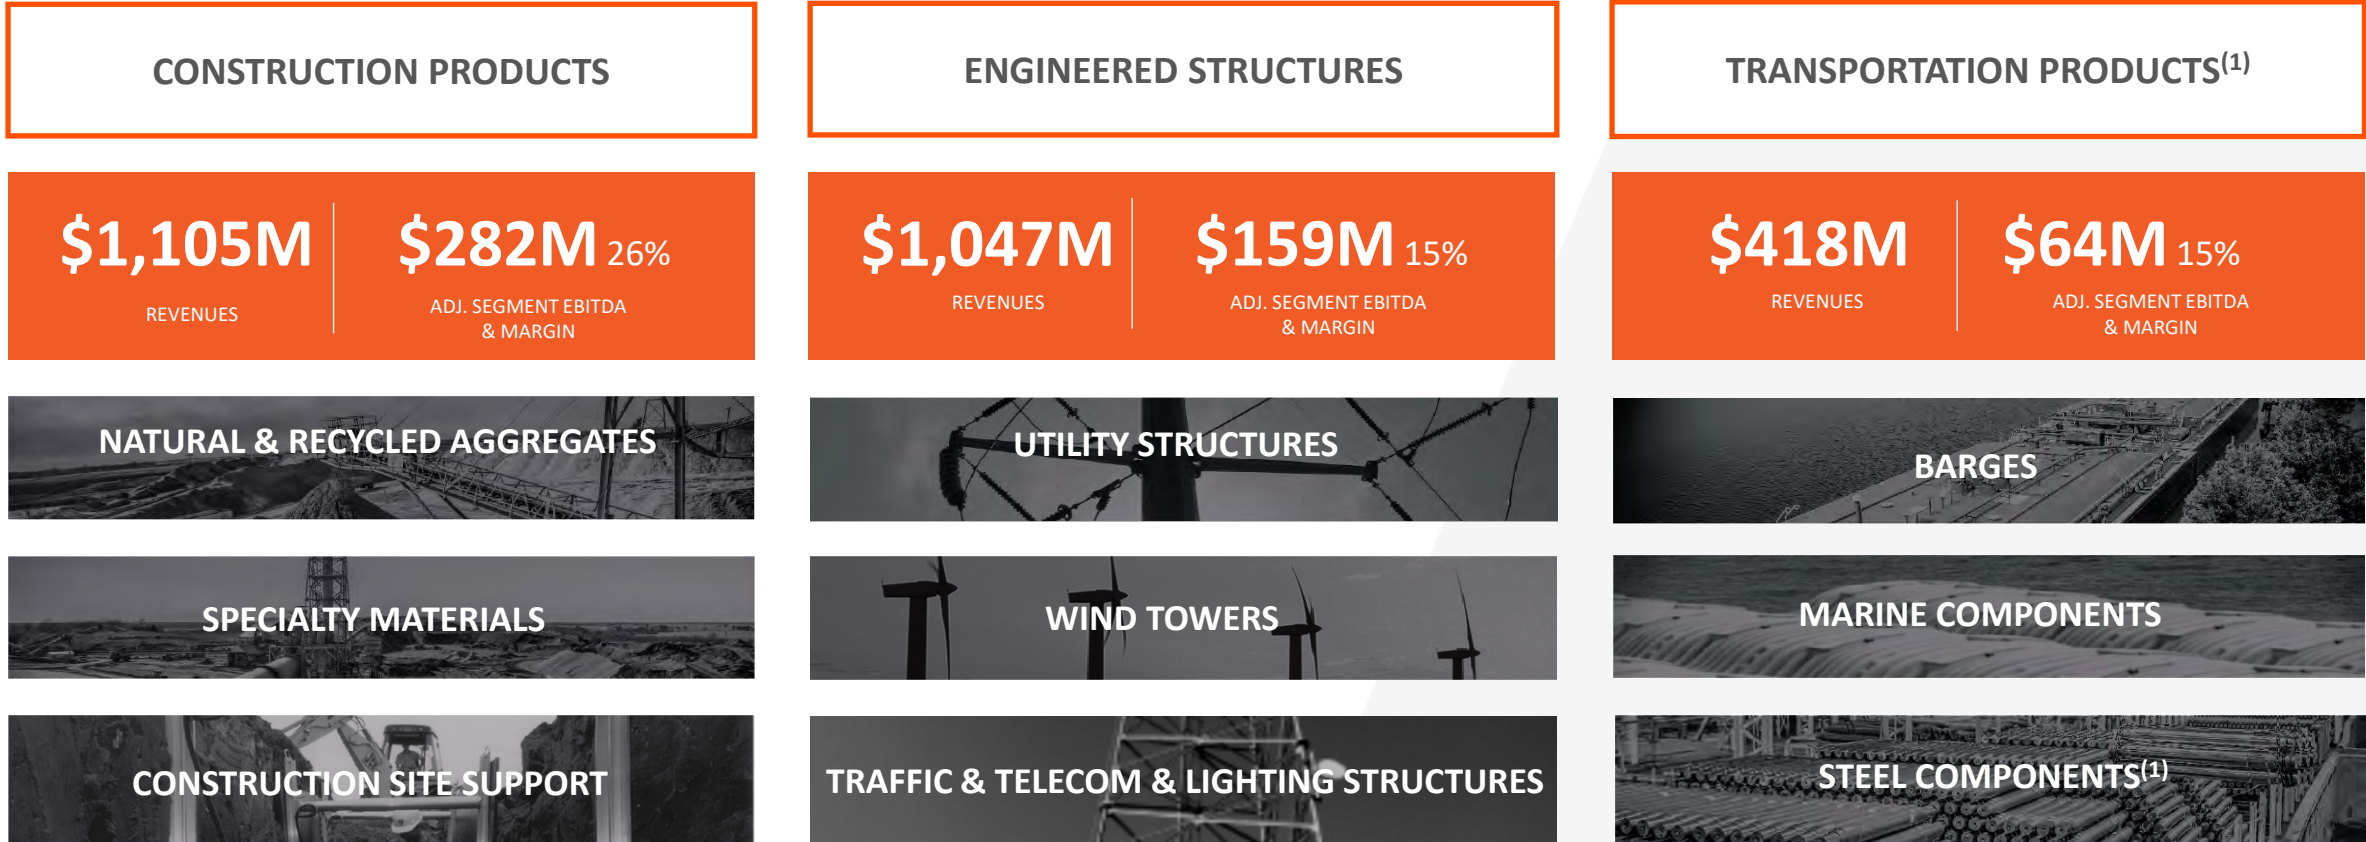 CONSTRUCTION PRODUCTS
$1,105M
REVENUES
$282M 26%
ADJ. SEGMENT EBITDA
& MARGIN
NATURAL & RECYCLED AGGREGATES
SPECIALTY MATERIALS
CONSTRUCTION SITE SUPPORT
ENGINEERED STRUCTURES
$1,047M
REVENUES
$159M 15%
ADJ. SEGMENT EBITDA
& MARGIN
UTILITY STRUCTURES
WIND TOWERS
TRAFFIC & TELECOM & LIGHTING STRUCTURES
TRANSPORTATION PRODUCTS(1)
$418M
REVENUES
$64M 15%
ADJ. SEGMENT EBITDA
& MARGIN
BARGES
MARINE COMPONENTS
STEEL COMPONENTS(1)